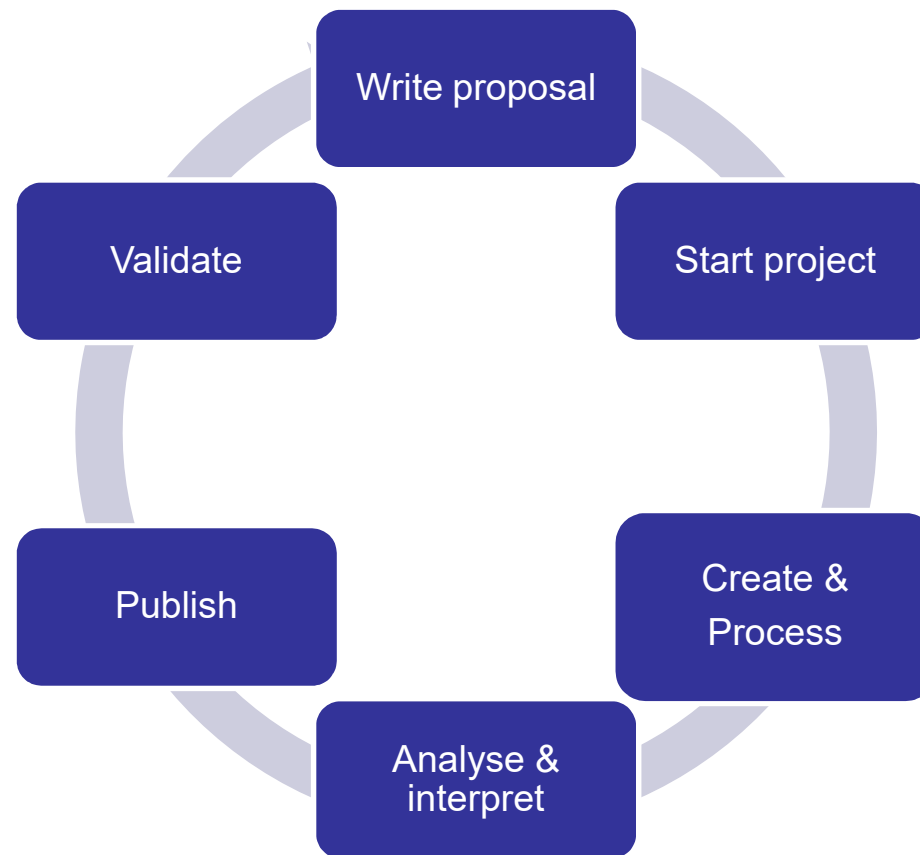 Write proposal
Start project
Create &
Process
Analyse &
interpret
Publish
Validate